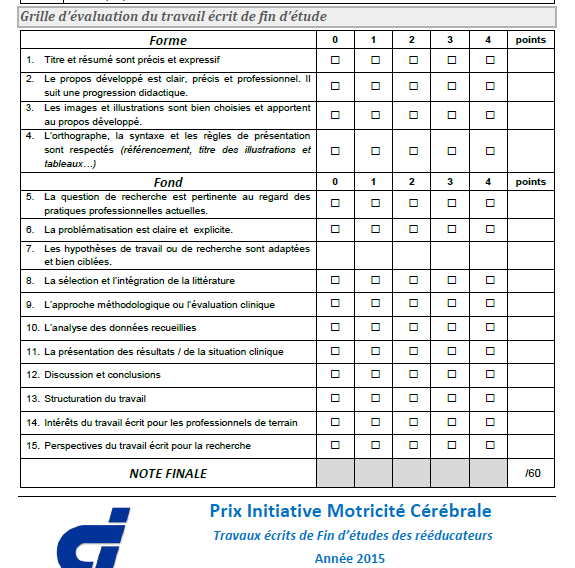 Grille d'évaluation du travail écrit de fin d'étude
Forme 0 1 2 3 4 points
1. Titre et résumé sont précis et expressif
2. Le propos développé est clair, précis et professionnel. Il
suit une progression didactique.
3. Les images et illustrations sont bien choisies et apportent
au propos développé.
4. L'orthographe, la syntaxe et les règles de présentation
sont respectés (référencement, titre des illustrations et
tableaux…)
Fond 0 1 2 3 4 points
5. La question de recherche est pertinente au regard des
pratiques professionnelles actuelles.
6. La problématisation est claire et explicite.
7. Les hypothèses de travail ou de recherche sont adaptées
et bien ciblées.
8. La sélection et l'intégration de la littérature
9. L'approche méthodologique ou l'évaluation clinique
10. L'analyse des données recueillies
11. La présentation des résultats / de la situation clinique
12. Discussion et conclusions
13. Structuration du travail
14. Intérêts du travail écrit pour les professionnels de terrain
15. Perspectives du travail écrit pour la recherche
NOTE FINALE /60
Prix Initiative Motricité Cérébrale
Travaux écrits de Fin d'études des rééducateurs
Année 2015